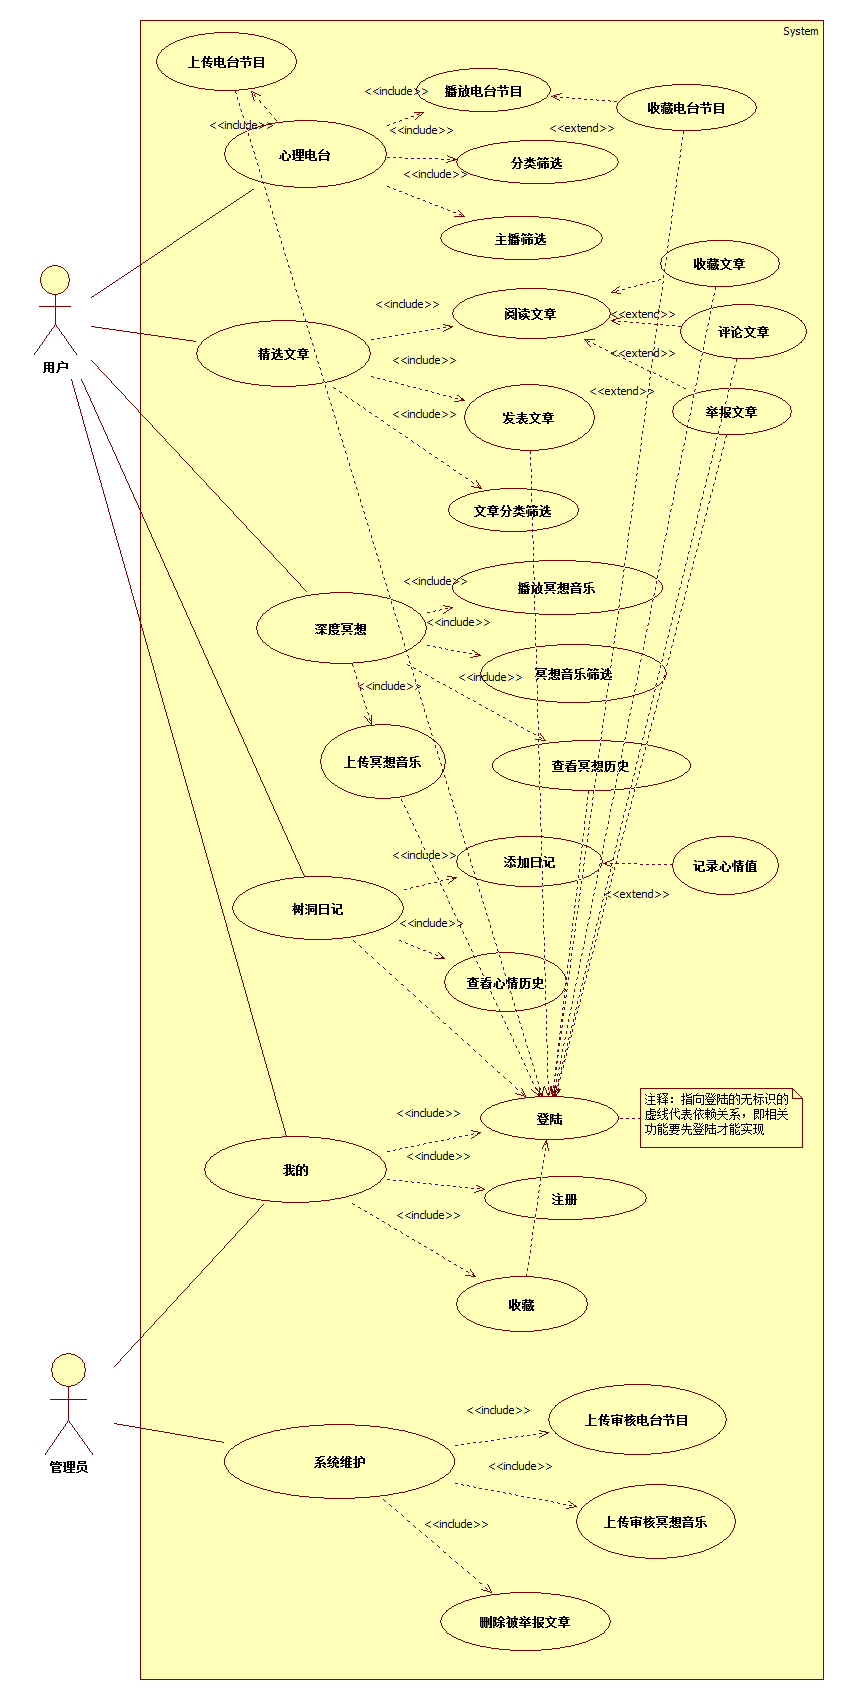 System
上传电台节目
<<include>>
播放电台节目
收藏电台节目
<<include>>
<<include>>
<<extend>>
心理电台
分类筛选
<<include>>
主播筛选
收藏文章
<<include>>
阅读文章
<<extend>>
评论文章
用户
精选文章
<<include>>
<<extend>>
<<extend>>
<<include>>
发表文章
举报文章
文章分类筛选
<<include>>
播放冥想音乐
深度冥想
<<include>>
<<include>>
冥想音乐筛选
<<include>>
上传冥想音乐
查看冥想历史
<<include>>
添加日记
记录心情值
<<extend>>
树洞日记
<<include>>
查看心情历史
<<include>>
登陆
注释：指向登陆的无标识的
虚线代表依赖关系，即相关
功能要先登陆才能实现
<<include>>
我的
注册
<<include>>
收藏
<<include>>
上传审核电台节目
管理员
系统维护
<<include>>
上传审核冥想音乐
<<include>>
删除被举报文章